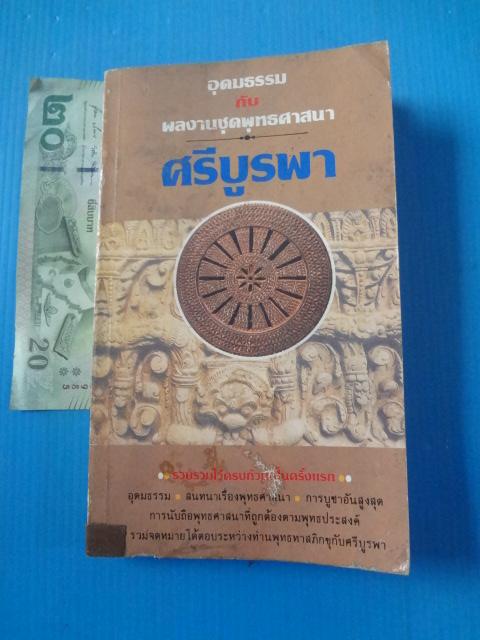 อุดมธรรม
กับ
ผลงานชุดพุทธศาสนา
ศรีบูรพา
รวบรวมไว้ครบถ้วนเป็นครั้งแรก
อุดมธรรม • สนทนาเรื่องพุทธศาสนา • การบูชาอันสูงสุด
การนับถือพุทธศาสนาที่ถูกต้องตามพุทธประสงค์
รวมจดหมายโต้ตอบระหว่างท่านพุทธทาสภิกขุกับศรีบูรพา
๒๐
ยี่สิบบาท
20